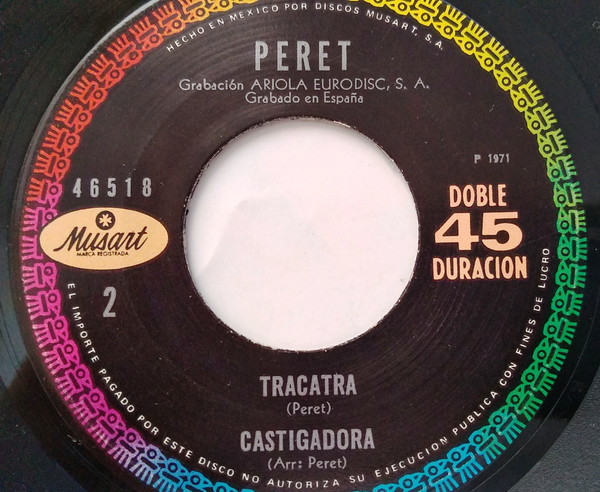 HECHO EN MEXICO POR DISCOS MUSART, S.A.
PERET
Grabación ARIOLA EURODISC, S. A.
Grabado en España
P 1971
46518
DOBLE
45
DURACION
Musart
MARCA REGISTRADA
2
TRACATRA
(Peret)
CASTIGADORA
(Arr: Peret)
EL IMPORTE PAGADO POR ESTE DISCO NO AUTORIZA SU EJECUCION PUBLICA CON FINES DE LUCRO